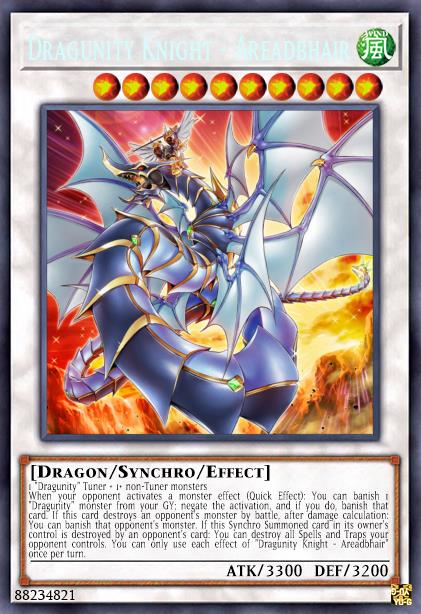 Dragunity Knight - Areadbhair
WIND
風
[Dragon/Synchro/Effect]
1 "Dragunity" Tuner + 1+ non-Tuner monsters
When your opponent activates a monster effect (Quick Effect): You can banish 1
"Dragunity" monster from your GY; negate the activation, and if you do, banish that
card. If this card destroys an opponent's monster by battle, after damage calculation:
You can banish that opponent's monster. If this Synchro Summoned card in its owner's
control is destroyed by an opponent's card: You can destroy all Spells and Traps your
opponent controls. You can only use each effect of "Dragunity Knight - Areadbhair"
once per turn.
ATK/3300 DEF/3200
88234821